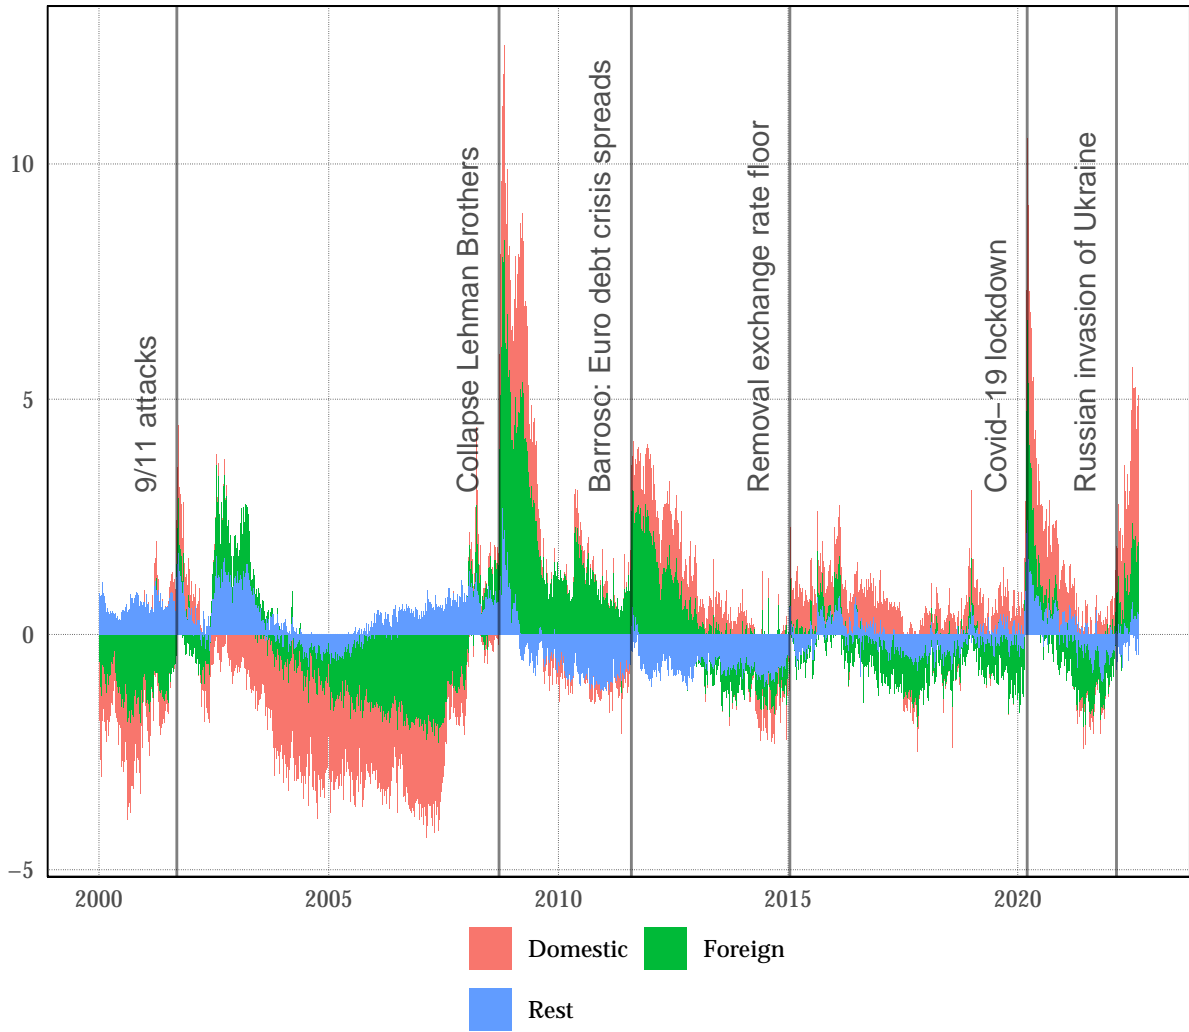 10
5
0
−5
9/11 attacks
Collapse Lehman Brothers
Barroso: Euro debt crisis spreads
Removal exchange rate floor
Covid−19 lockdown
Russian invasion of Ukraine
2000
2005
2010
2015
2020
Domestic
Foreign
Rest